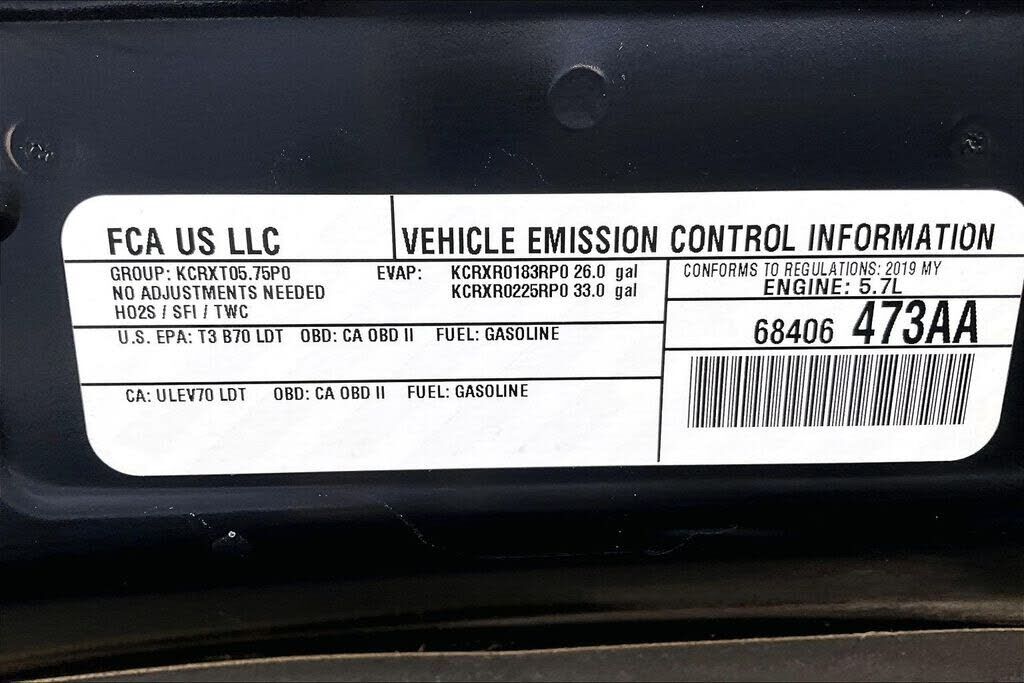 FCA US LLC
VEHICLE EMISSION CONTROL INFORMATION
GROUP: KCRXT05.75P0
NO ADJUSTMENTS NEEDED
HO2S / SFI / TWC
EVAP: KCRXR0183RP0 26.0 gal
KCRXR0225RP0 33.0 gal
CONFORMS TO REGULATIONS: 2019 MY
ENGINE: 5.7L
68406 473AA
U.S. EPA: T3 B70 LDT OBD: CA OBD II FUEL: GASOLINE
CA: ULEV70 LDT OBD: CA OBD II FUEL: GASOLINE